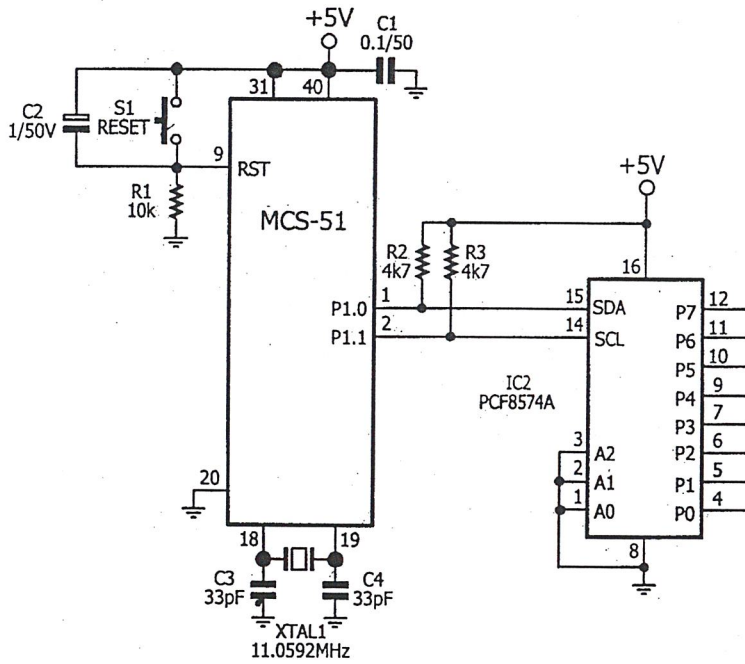 +5V
C1
0.1/50
31
40
C2
1/50V
S1
RESET
9
RST
R1
10k
MCS-51
+5V
R2
4k7
R3
4k7
16
P1.0
1
15
SDA
P7
12
P1.1
2
14
SCL
P6
11
P5
10
IC2
PCF8574A
P4
9
P3
7
3
A2
P2
6
2
A1
P1
5
1
A0
P0
4
20
8
18
19
C3
33pF
C4
33pF
XTAL1
11.0592MHz